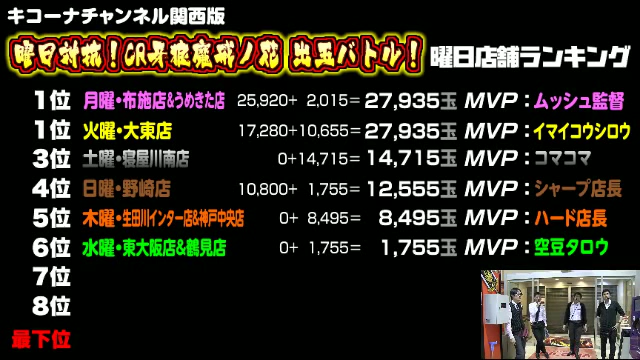 キコーナチャンネル関西版
曜日対抗！CR牙狼魔戒ノ花 出玉バトル！ 曜日店舗ランキング
1位 月曜・布施店&うめきた店 25,920+ 2,015= 27,935玉 MVP：ムッシュ監督
1位 火曜・大東店 17,280+10,655= 27,935玉 MVP：イマイコウシロウ
3位 土曜・寝屋川南店 0+14,715= 14,715玉 MVP：コマコマ
4位 日曜・野崎店 10,800+ 1,755= 12,555玉 MVP：シャープ店長
5位 木曜・生田川インター店&神戸中央店 0+ 8,495= 8,495玉 MVP：ハード店長
6位 水曜・東大阪店&鶴見店 0+ 1,755= 1,755玉 MVP：空豆タロウ
7位
8位
最下位